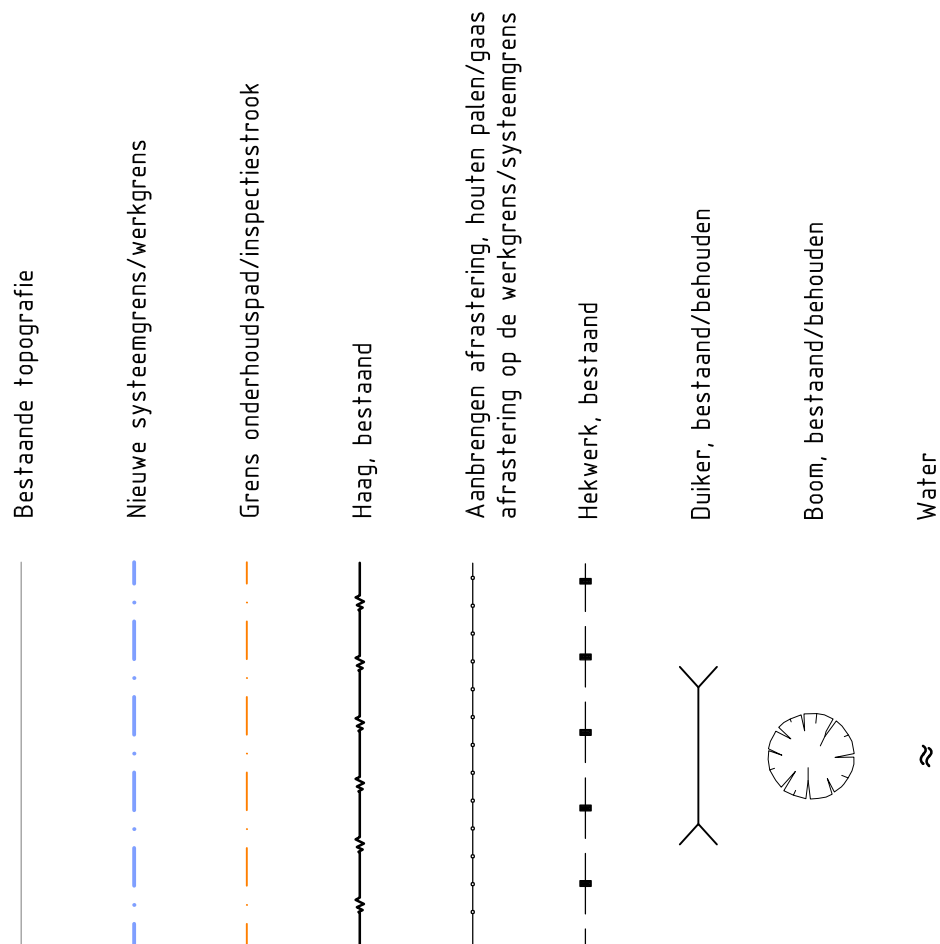 Bestaande topografie
Nieuwe systeemgrens/werkgrens
Grens onderhoudspad/inspectiestrook
Haag, bestaand
Aanbrengen afrastering, houten palen/gaas
afrastering op de werkgrens/systeemgrens
Hekwerk, bestaand
Duiker, bestaand/behouden
Boom, bestaand/behouden
Water